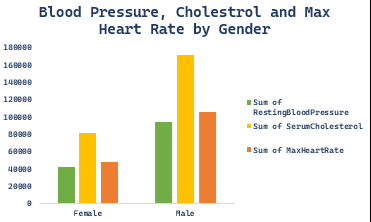 Blood Pressure, Cholestrol and Max
Heart Rate by Gender
180000
160000
140000
120000
100000
80000
60000
40000
20000
0
Female
Male
Sum of
RestingBloodPressure
Sum of SerumCholesterol
Sum of MaxHeartRate